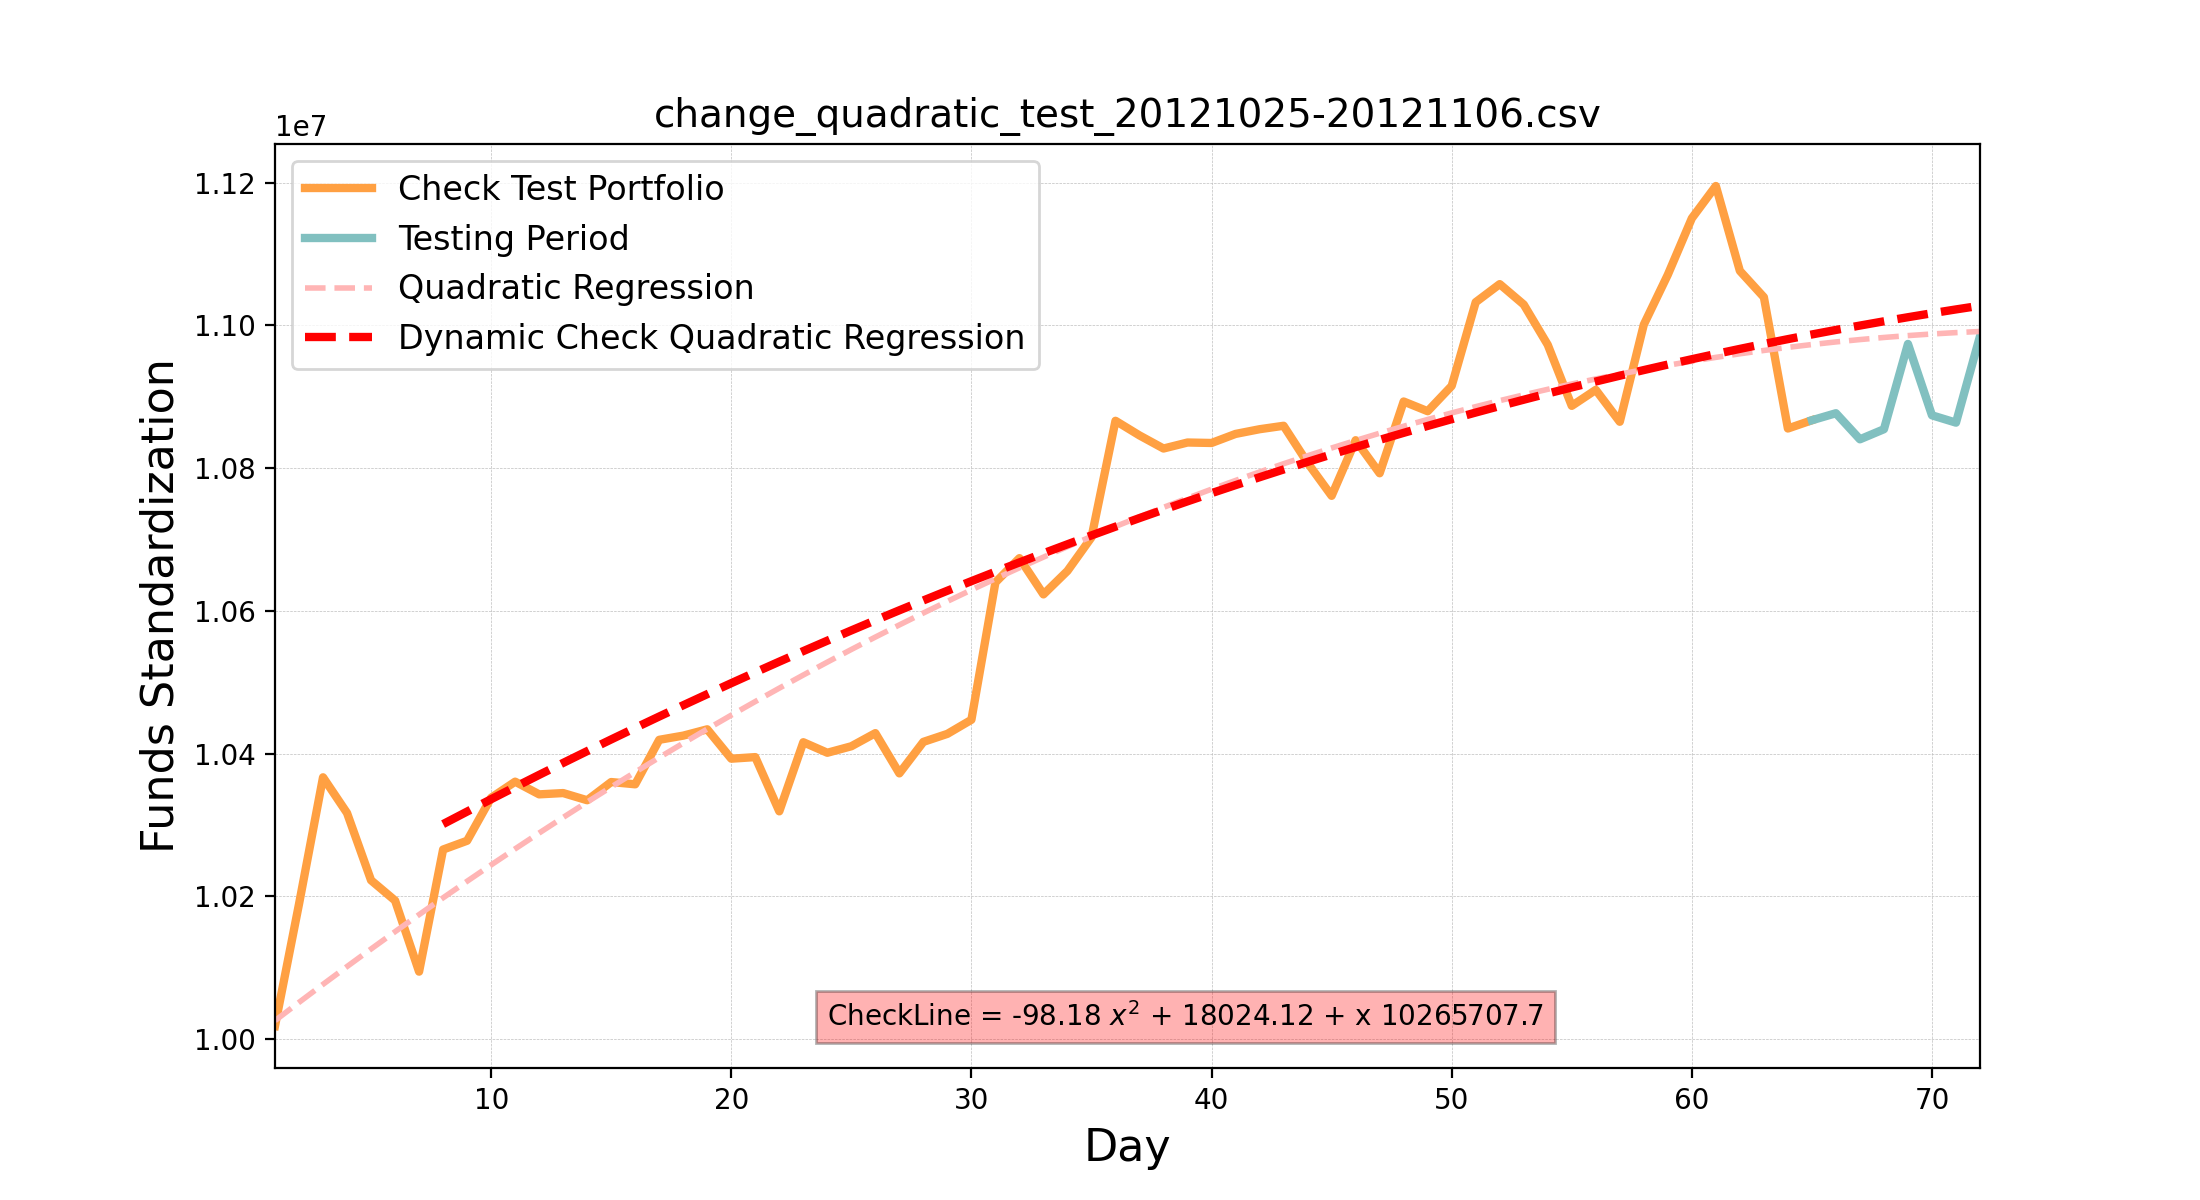 change_quadratic_test_20121025-20121106.csv
1e7
1.12
1.10
1.08
1.06
1.04
1.02
1.00
Funds Standardization
Check Test Portfolio
Testing Period
Quadratic Regression
Dynamic Check Quadratic Regression
CheckLine = -98.18 x² + 18024.12 + x 10265707.7
10 20 30 40 50 60 70
Day